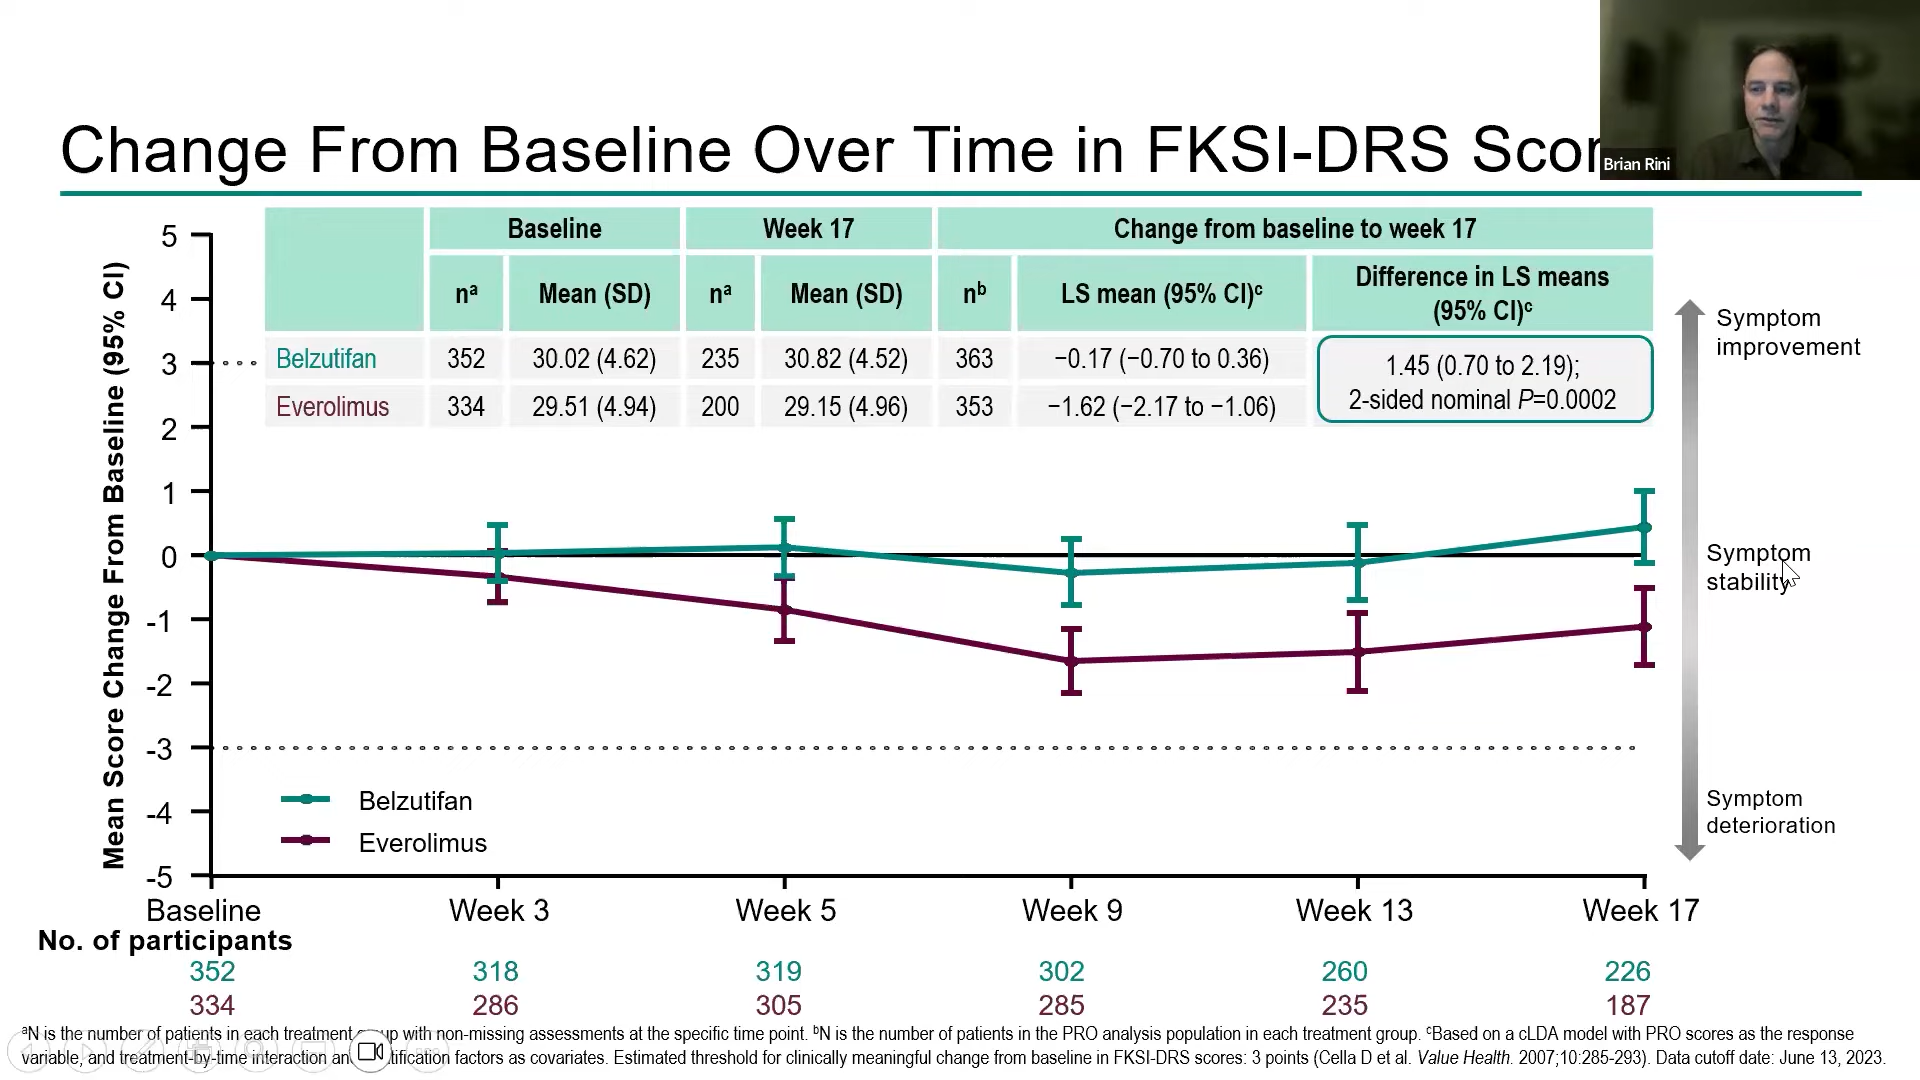 Change From Baseline Over Time in FKSI-DRS Scor
Brian Rini
Baseline Week 17 Change from baseline to week 17
nᵃ Mean (SD) nᵃ Mean (SD) nᵇ LS mean (95% CI)ᶜ Difference in LS means (95% CI)ᶜ
Belzutifan 352 30.02 (4.62) 235 30.82 (4.52) 363 −0.17 (−0.70 to 0.36)
Everolimus 334 29.51 (4.94) 200 29.15 (4.96) 353 −1.62 (−2.17 to −1.06)
1.45 (0.70 to 2.19);
2-sided nominal P=0.0002
Mean Score Change From Baseline (95% CI)
5
4
3
2
1
0
-1
-2
-3
-4
-5
Symptom
improvement
Symptom
stability
Symptom
deterioration
Belzutifan
Everolimus
Baseline Week 3 Week 5 Week 9 Week 13 Week 17
No. of participants
352 318 319 302 260 226
334 286 305 285 235 187
ᵃN is the number of patients in each treatment with non-missing assessments at the specific time point. ᵇN is the number of patients in the PRO analysis population in each treatment group. ᶜBased on a cLDA model with PRO scores as the response
variable, and treatment-by-time interaction factors as covariates. Estimated threshold for clinically meaningful change from baseline in FKSI-DRS scores: 3 points (Cella D et al. Value Health. 2007;10:285-293). Data cutoff date: June 13, 2023.